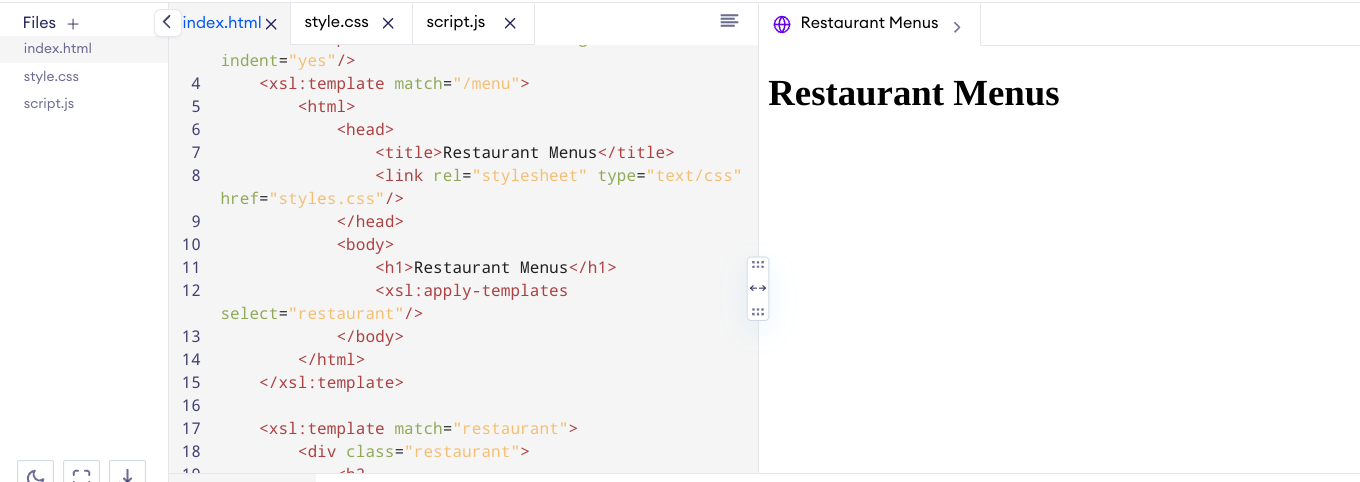 Files +
index.html
style.css
script.js
index.html
style.css
script.js
Restaurant Menus
indent="yes"/>
4 <xsl:template match="/menu">
5 <html>
6 <head>
7 <title>Restaurant Menus</title>
8 <link rel="stylesheet" type="text/css"
href="styles.css"/>
9 </head>
10 <body>
11 <h1>Restaurant Menus</h1>
12 <xsl:apply-templates
select="restaurant"/>
13 </body>
14 </html>
15 </xsl:template>
16
17 <xsl:template match="restaurant">
18 <div class="restaurant">
Restaurant Menus